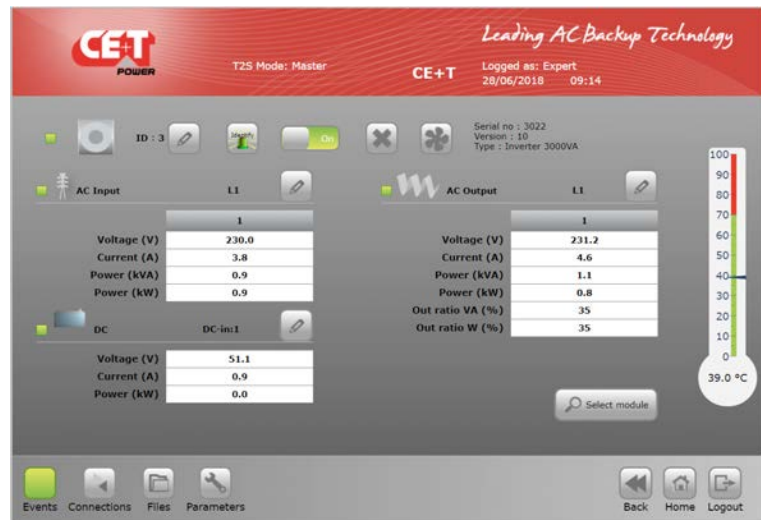 CE+T
POWER
Leading AC Backup Technology
T2S Mode: Master
CE+T
Logged as: Expert
28/06/2018 09:14
ID : 3
Identify
On
Serial no : 3022
Version : 10
Type : Inverter 3000VA
AC Input L1
1
Voltage (V) 230.0
Current (A) 3.8
Power (kVA) 0.9
Power (kW) 0.9
DC DC-in:1
Voltage (V) 51.1
Current (A) 0.9
Power (kW) 0.0
AC Output L1
1
Voltage (V) 231.2
Current (A) 4.6
Power (kVA) 1.1
Power (kW) 0.8
Out ratio VA (%) 35
Out ratio W (%) 35
Select module
100
90
80
70
60
50
40
30
20
10
0
39.0 °C
Events Connections Files Parameters
Back Home Logout